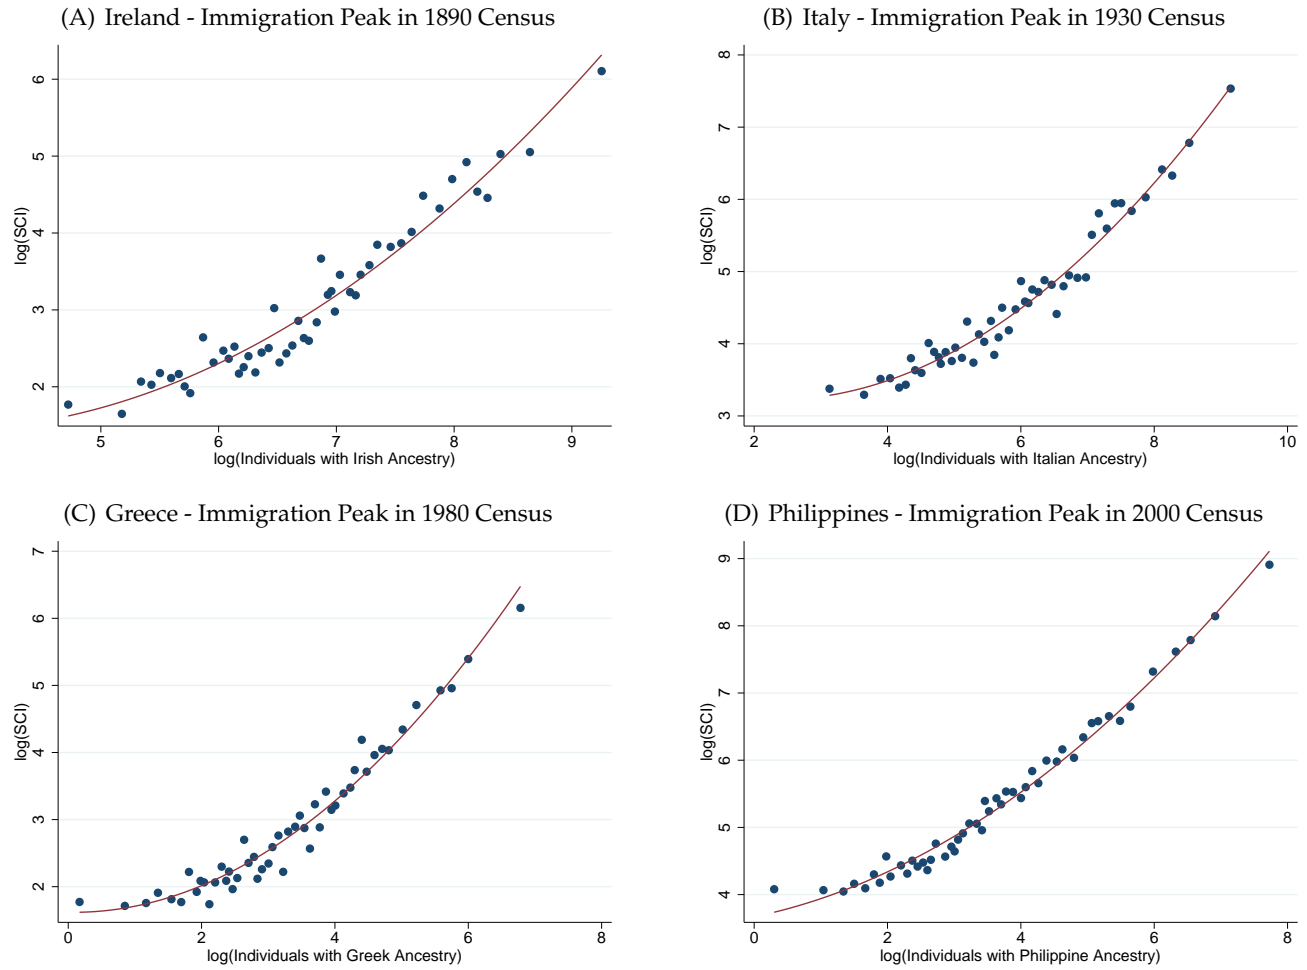 (A) Ireland - Immigration Peak in 1890 Census
6
5
4
3
2
log(SCI)
5 6 7 8 9
log(Individuals with Irish Ancestry)
(B) Italy - Immigration Peak in 1930 Census
8
7
6
5
4
3
log(SCI)
2 4 6 8 10
log(Individuals with Italian Ancestry)
(C) Greece - Immigration Peak in 1980 Census
7
6
5
4
3
2
log(SCI)
0 2 4 6 8
log(Individuals with Greek Ancestry)
(D) Philippines - Immigration Peak in 2000 Census
9
8
7
6
5
4
log(SCI)
0 2 4 6 8
log(Individuals with Philippine Ancestry)